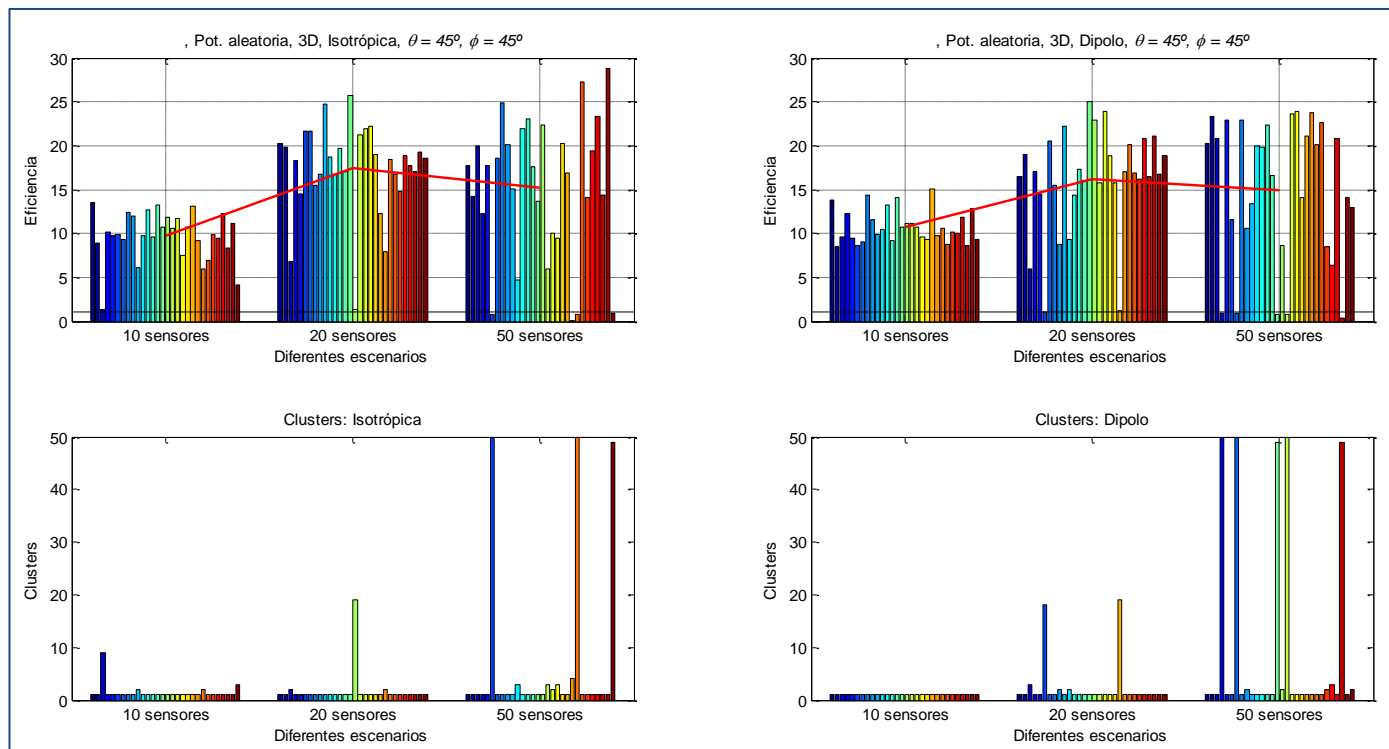 , Pot. aleatoria, 3D, Isotrópica, θ = 45º, ϕ = 45º
30
25
20
15
10
5
0
Eficiencia
10 sensores 20 sensores 50 sensores
Diferentes escenarios
, Pot. aleatoria, 3D, Dipolo, θ = 45º, ϕ = 45º
30
25
20
15
10
5
0
Eficiencia
10 sensores 20 sensores 50 sensores
Diferentes escenarios
Clusters: Isotrópica
50
40
30
20
10
0
Clusters
10 sensores 20 sensores 50 sensores
Diferentes escenarios
Clusters: Dipolo
50
40
30
20
10
0
Clusters
10 sensores 20 sensores 50 sensores
Diferentes escenarios